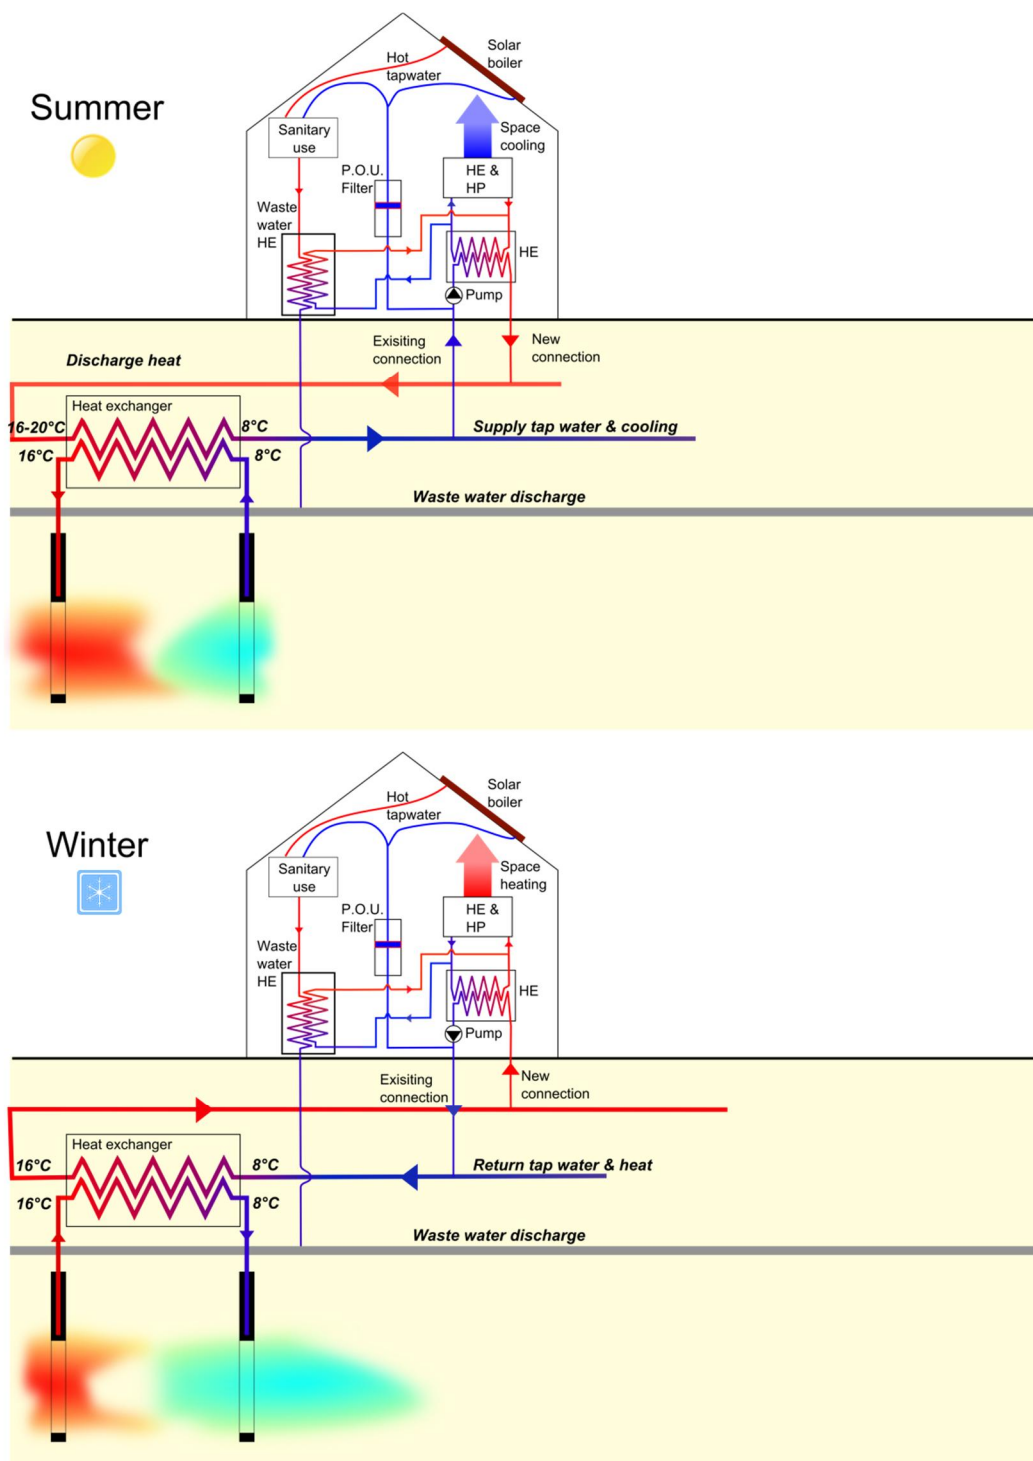 Summer
Solar
boiler
Hot
tapwater
Sanitary
use
Space
cooling
P.O.U.
Filter
HE &
HP
Waste
water
HE
HE
Pump
Exisiting
connection
New
connection
Discharge heat
Heat exchanger
16-20°C
8°C
Supply tap water & cooling
16°C
8°C
Waste water discharge
Winter
Solar
boiler
Hot
tapwater
Sanitary
use
Space
heating
P.O.U.
Filter
HE &
HP
Waste
water
HE
HE
Pump
Exisiting
connection
New
connection
Heat exchanger
16°C
8°C
Return tap water & heat
16°C
8°C
Waste water discharge